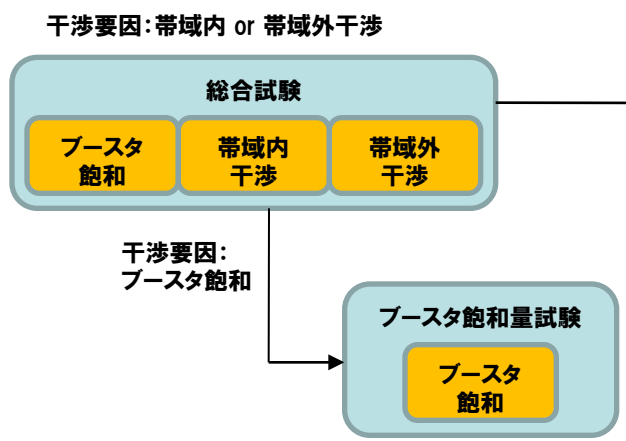 干渉要因：帯域内 or 帯域外干渉
総合試験
ブースタ
飽和
帯域内
干渉
帯域外
干渉
干渉要因：
ブースタ飽和
ブースタ飽和量試験
ブースタ
飽和